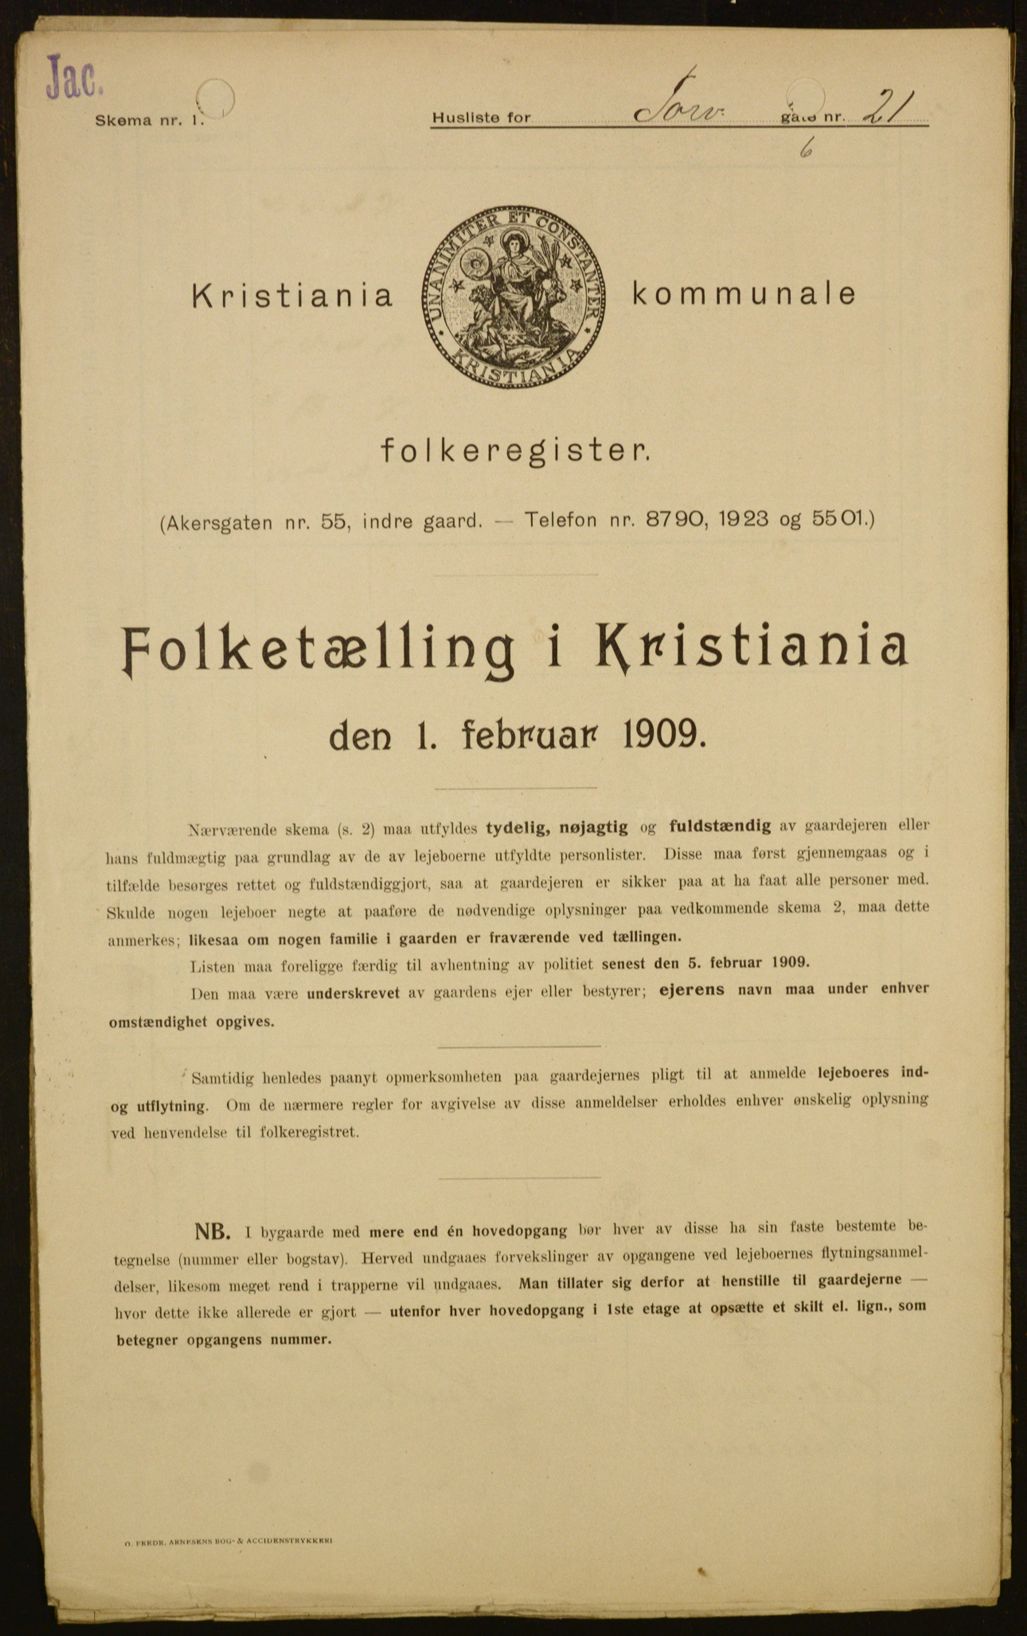 Jac.
Skema nr. 1.
Husliste for Torv. gate nr. 21
6
UNANIMITER ET CONSTANTER
KRISTIANIA
Kristiania kommunale
folkeregister.
(Akersgaten nr. 55, indre gaard. — Telefon nr. 8790, 1923 og 5501.)
Folketælling i Kristiania
den 1. februar 1909.
Nærværende skema (s. 2) maa utfyldes tydelig, nøjagtig og fuldstændig av gaardejeren eller
hans fuldmægtig paa grundlag av de av lejeboerne utfyldte personlister. Disse maa først gjennemgaas og i
tilfælde besørges rettet og fuldstændiggjort, saa at gaardejeren er sikker paa at ha faat alle personer med.
Skulde nogen lejeboer negte at paaføre de nødvendige oplysninger paa vedkommende skema 2, maa dette
anmerkes; likesaa om nogen familie i gaarden er fraværende ved tællingen.
Listen maa foreligge færdig til avhentning av politiet senest den 5. februar 1909.
Den maa være underskrevet av gaardens ejer eller bestyrer; ejerens navn maa under enhver
omstændighet opgives.
Samtidig henledes paanyt opmerksomheten paa gaardejernes pligt til at anmelde lejeboeres ind-
og utflytning. Om de nærmere regler for avgivelse av disse anmeldelser erholdes enhver ønskelig oplysning
ved henvendelse til folkeregistret.
NB. I bygaarde med mere end én hovedopgang bør hver av disse ha sin faste bestemte be-
tegnelse (nummer eller bogstav). Herved undgaaes forvekslinger av opgangene ved lejeboernes flytningsanmel-
delser, likesom meget rend i trapperne vil undgaaes. Man tillater sig derfor at henstille til gaardejerne —
hvor dette ikke allerede er gjort — utenfor hver hovedopgang i 1ste etage at opsætte et skilt el. lign., som
betegner opgangens nummer.
O. FREDR. ARNESENS BOG- & ACCIDENSTRYKKERI